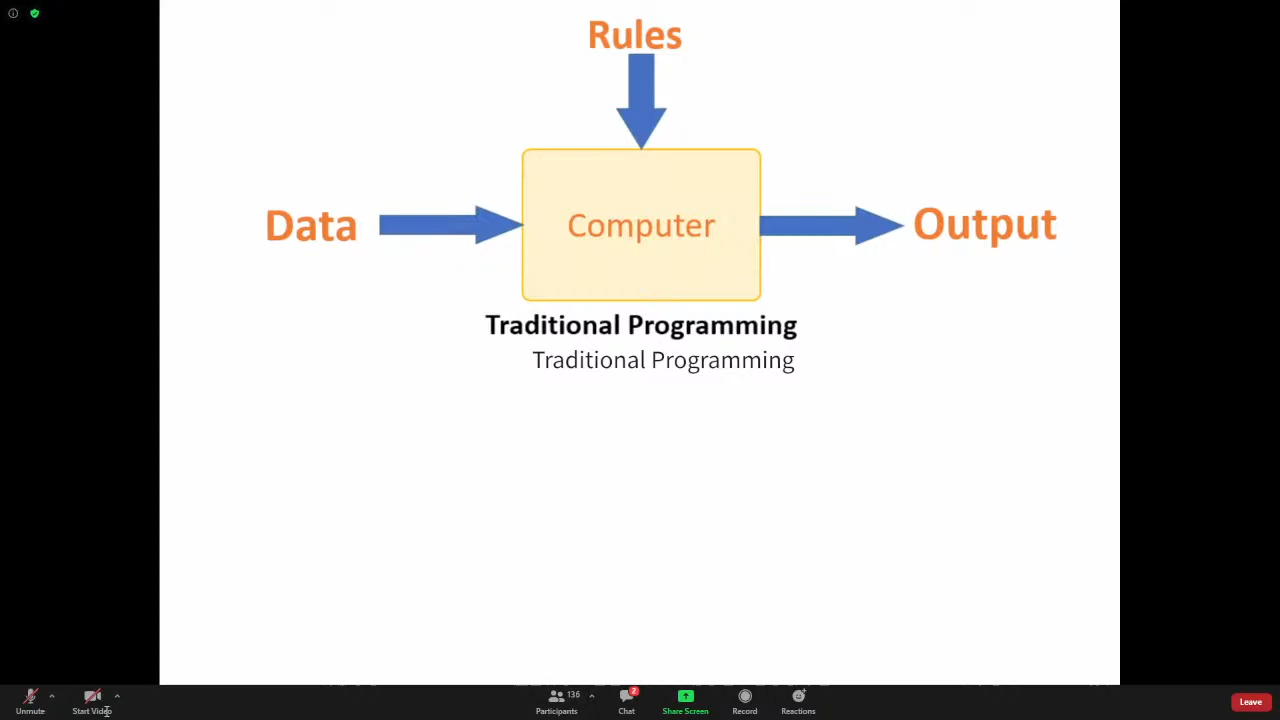 Rules
Data
Computer
Output
Traditional Programming
Traditional Programming
Unmute
Start Video
136
Participants
2
Chat
Share Screen
Record
Reactions
Leave